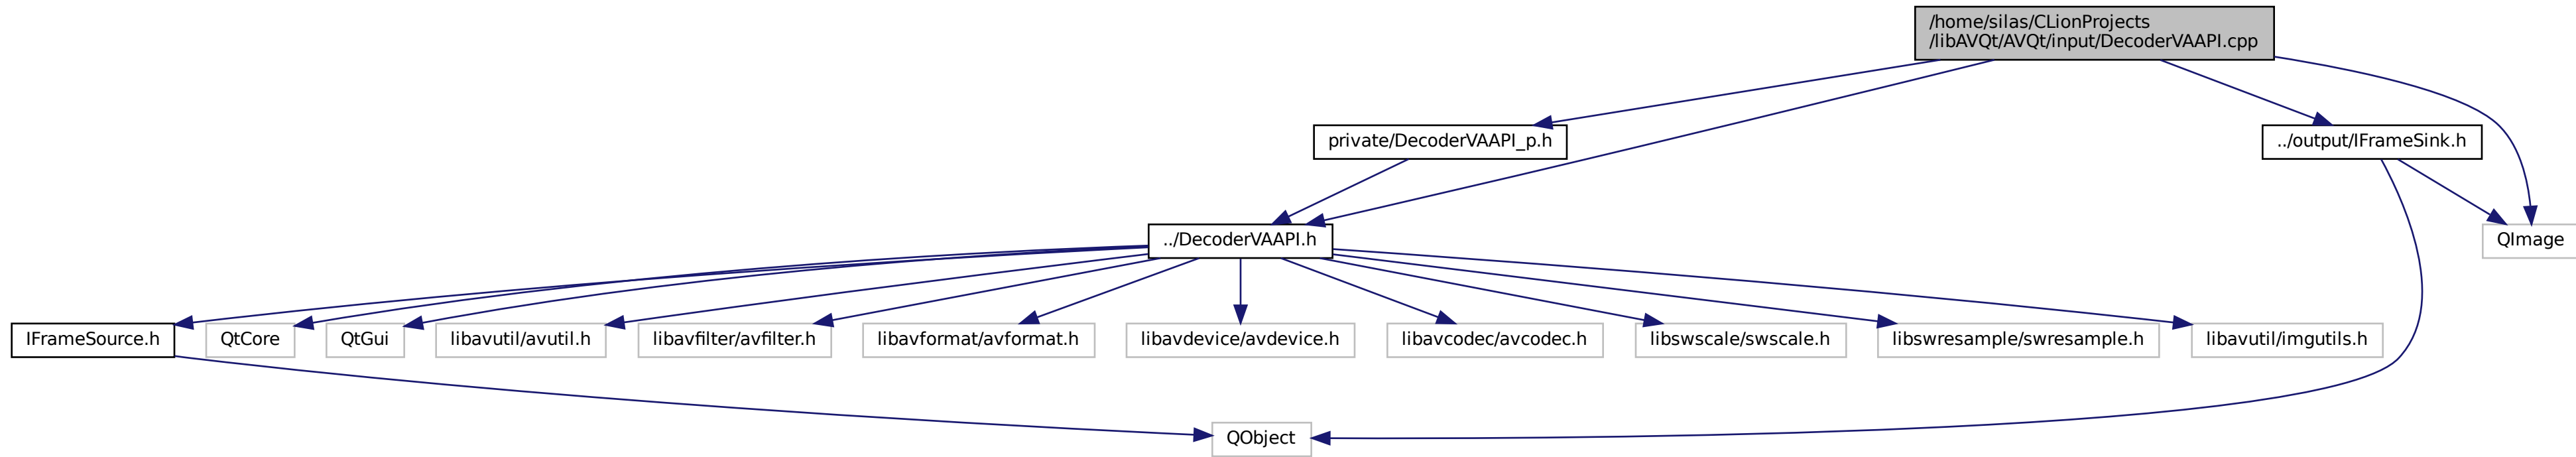 /home/silas/CLionProjects
/libAVQt/AVQt/input/DecoderVAAPI.cpp
private/DecoderVAAPI_p.h
../output/IFrameSink.h
../DecoderVAAPI.h
QImage
IFrameSource.h
QtCore
QtGui
libavutil/avutil.h
libavfilter/avfilter.h
libavformat/avformat.h
libavdevice/avdevice.h
libavcodec/avcodec.h
libswscale/swscale.h
libswresample/swresample.h
libavutil/imgutils.h
QObject